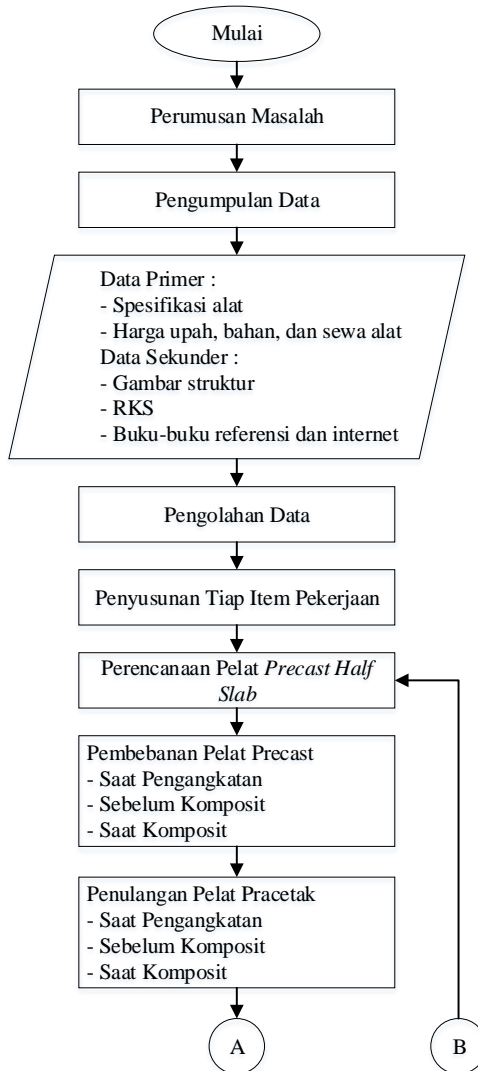 Mulai
Perumusan Masalah
Pengumpulan Data
Data Primer :
- Spesifikasi alat
- Harga upah, bahan, dan sewa alat
Data Sekunder :
- Gambar struktur
- RKS
- Buku-buku referensi dan internet
Pengolahan Data
Penyusunan Tiap Item Pekerjaan
Perencanaan Pelat Precast Half
Slab
Pembebanan Pelat Precast
- Saat Pengangkatan
- Sebelum Komposit
- Saat Komposit
Penulangan Pelat Pracetak
- Saat Pengangkatan
- Sebelum Komposit
- Saat Komposit
A
B